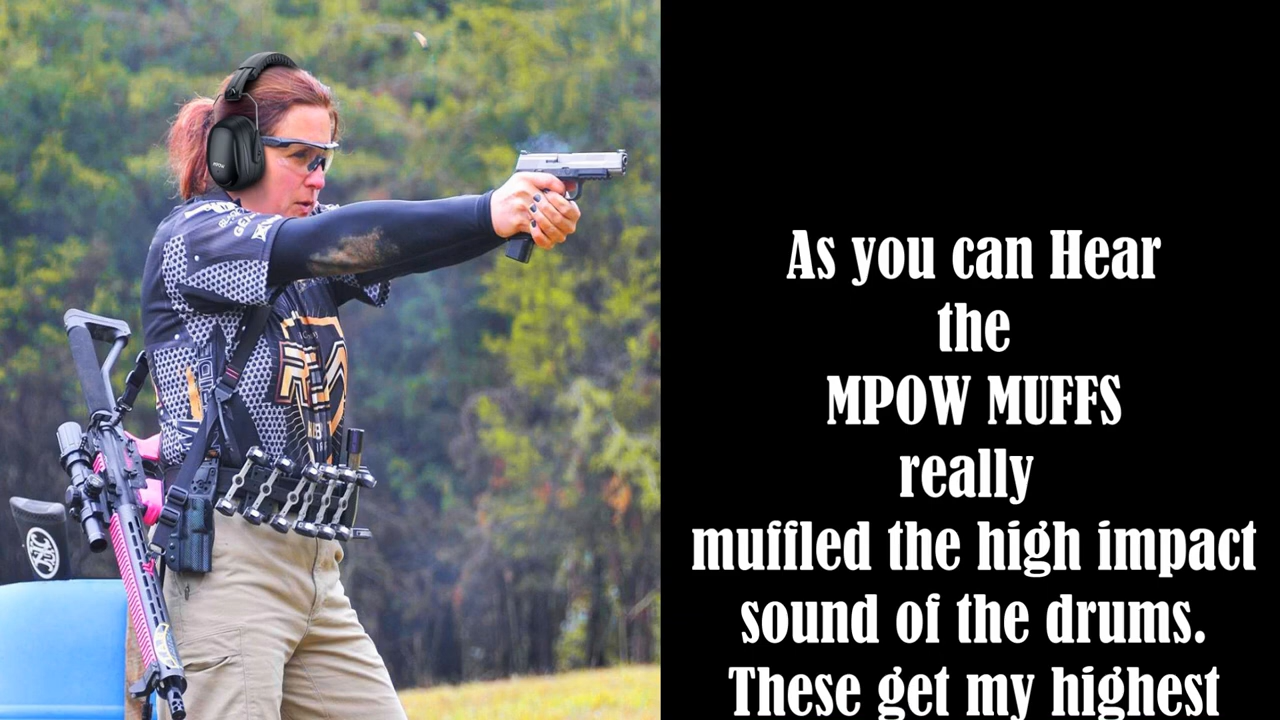 MPOW
As you can Hear
the
MPOW MUFFS
really
muffled the high impact
sound of the drums.
These get my highest